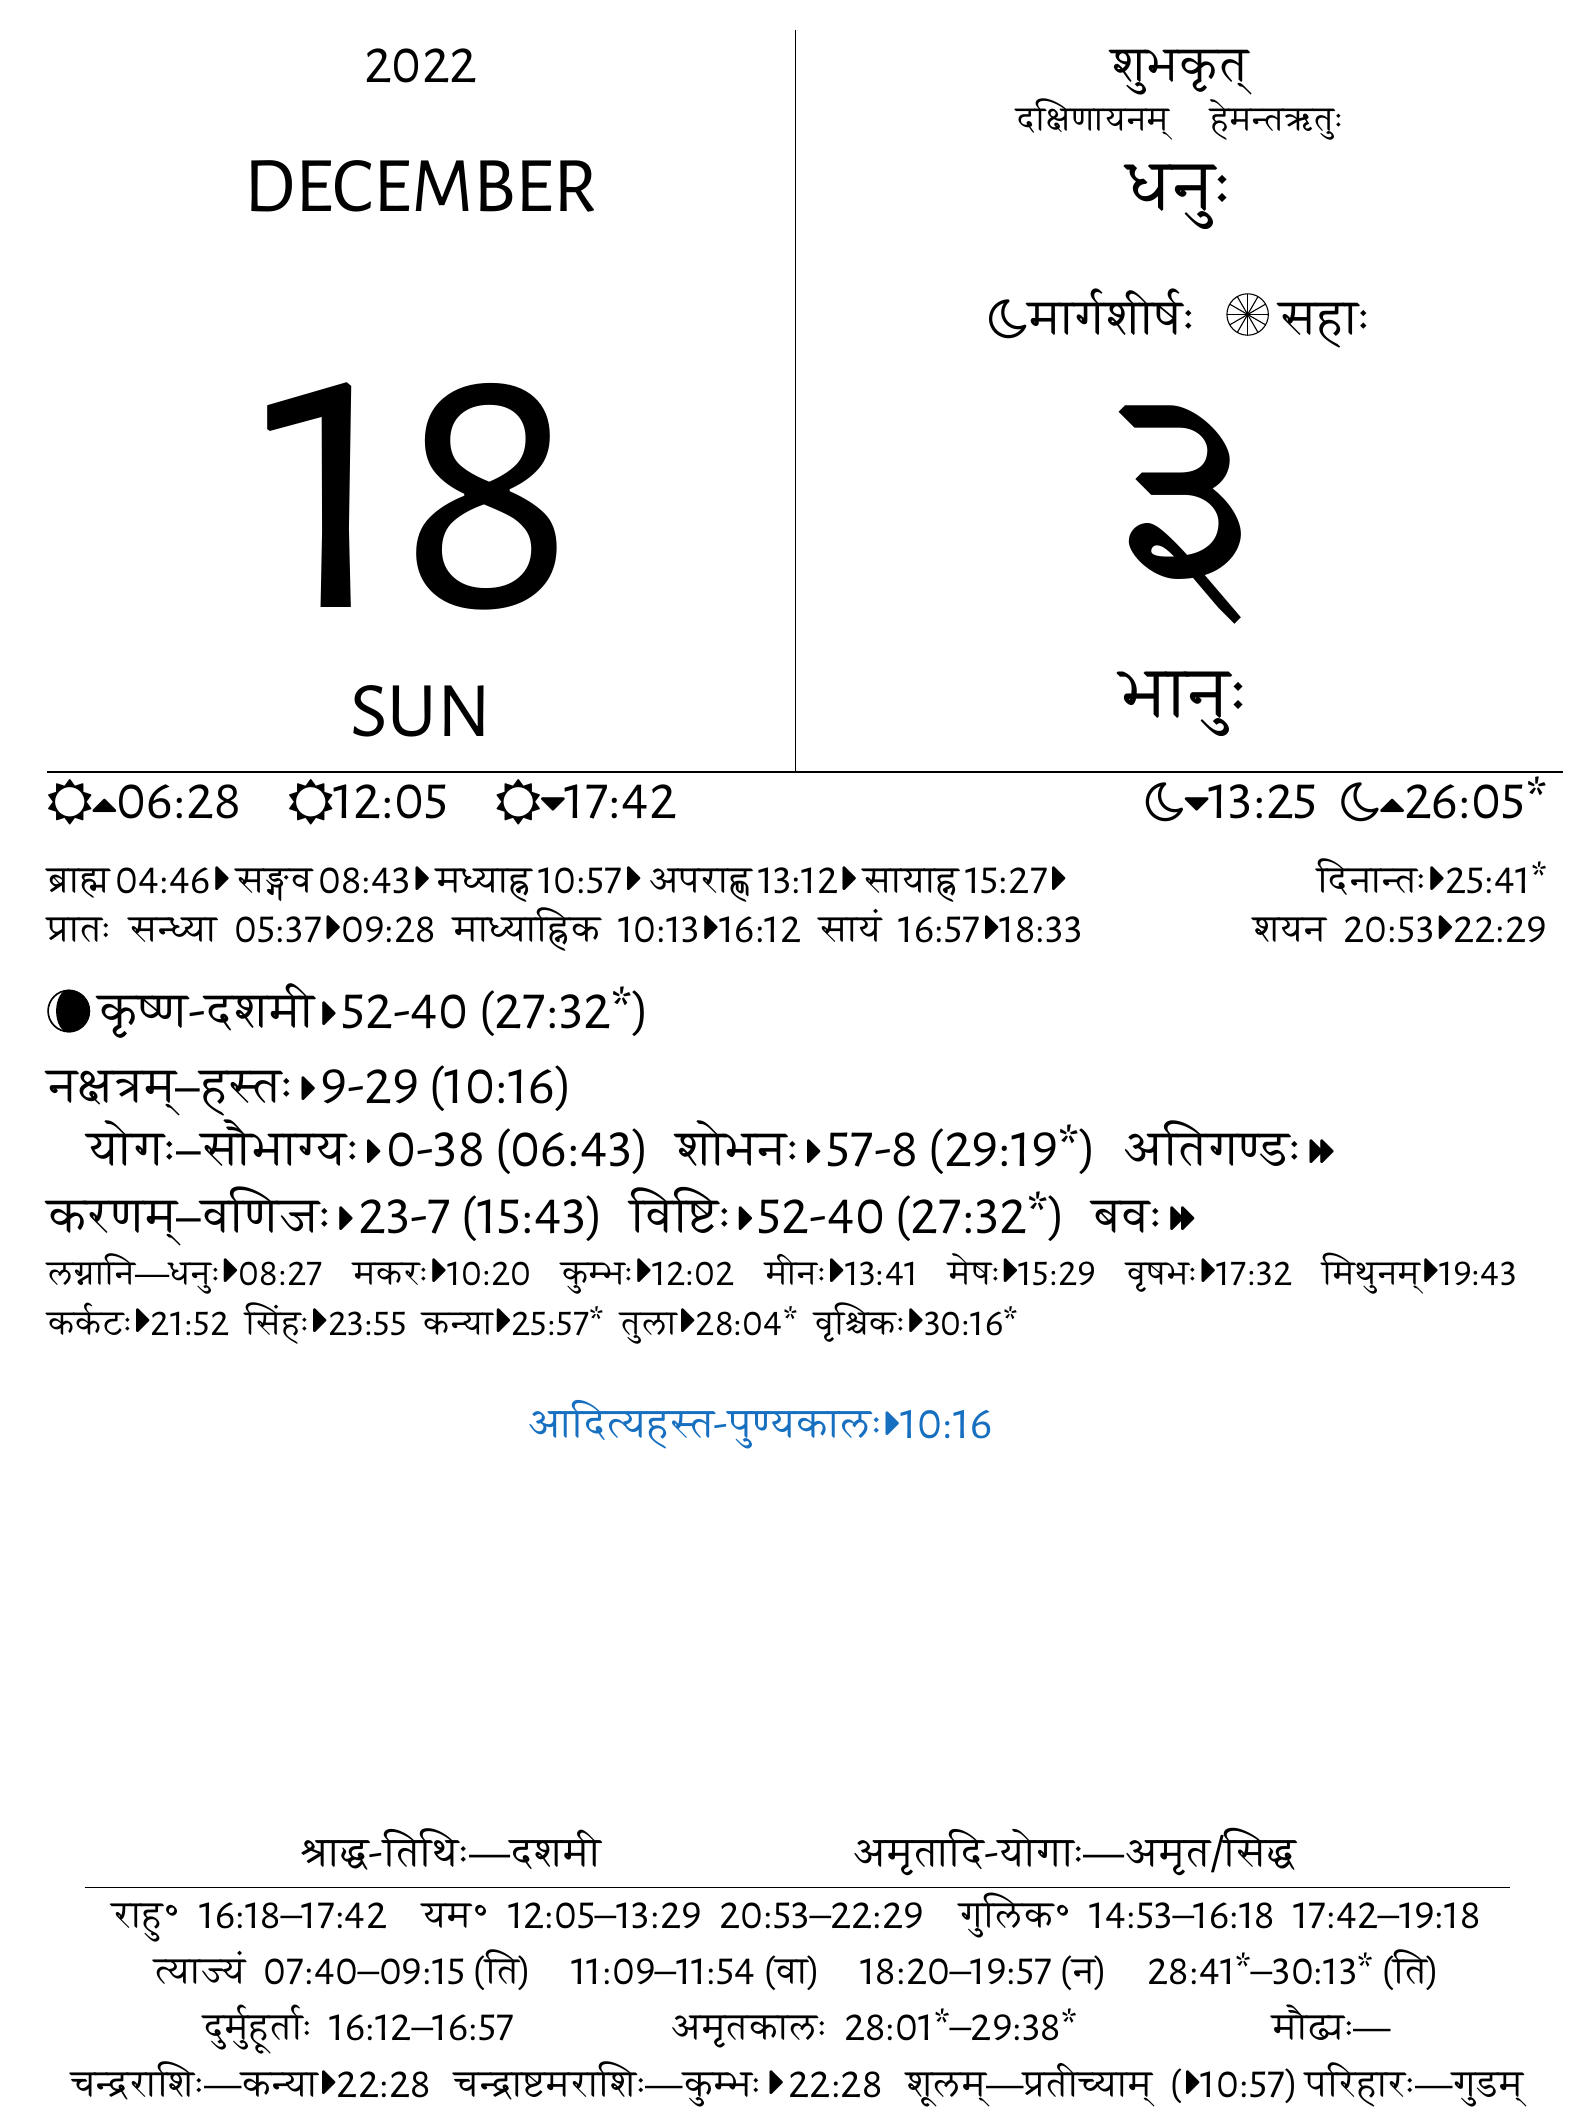 2022
DECEMBER
18
SUN
शुभकृत्
दक्षिणायनम् हेमन्तऋतुः
धनुः
मार्गशीर्षः सहाः
३
भानुः
06:28 12:05 17:42 13:25 26:05*
ब्राह्म 04:46 सङ्गव 08:43 मध्याह्न 10:57 अपराह्ण 13:12 सायाह्न 15:27 दिनान्तः 25:41*
प्रातः सन्ध्या 05:37 09:28 माध्याह्निक 10:13 16:12 सायं 16:57 18:33 शयन 20:53 22:29
कृष्ण-दशमी 52-40 (27:32*)
नक्षत्रम्–हस्तः 9-29 (10:16)
योगः–सौभाग्यः 0-38 (06:43) शोभनः 57-8 (29:19*) अतिगण्डः
करणम्–वणिजः 23-7 (15:43) विष्टिः 52-40 (27:32*) बवः
लग्नानि—धनुः 08:27 मकरः 10:20 कुम्भः 12:02 मीनः 13:41 मेषः 15:29 वृषभः 17:32 मिथुनम् 19:43
कर्कटः 21:52 सिंहः 23:55 कन्या 25:57* तुला 28:04* वृश्चिकः 30:16*
आदित्यहस्त-पुण्यकालः 10:16
श्राद्ध-तिथिः—दशमी अमृतादि-योगाः—अमृत/सिद्ध
राहु॰ 16:18–17:42 यम॰ 12:05–13:29 20:53–22:29 गुलिक॰ 14:53–16:18 17:42–19:18
त्याज्यं 07:40–09:15 (ति) 11:09–11:54 (वा) 18:20–19:57 (न) 28:41*–30:13* (ति)
दुर्मुहूर्ताः 16:12–16:57 अमृतकालः 28:01*–29:38* मौढ्यः—
चन्द्रराशिः—कन्या 22:28 चन्द्राष्टमराशिः—कुम्भः 22:28 शूलम्—प्रतीच्याम् (10:57) परिहारः—गुडम्